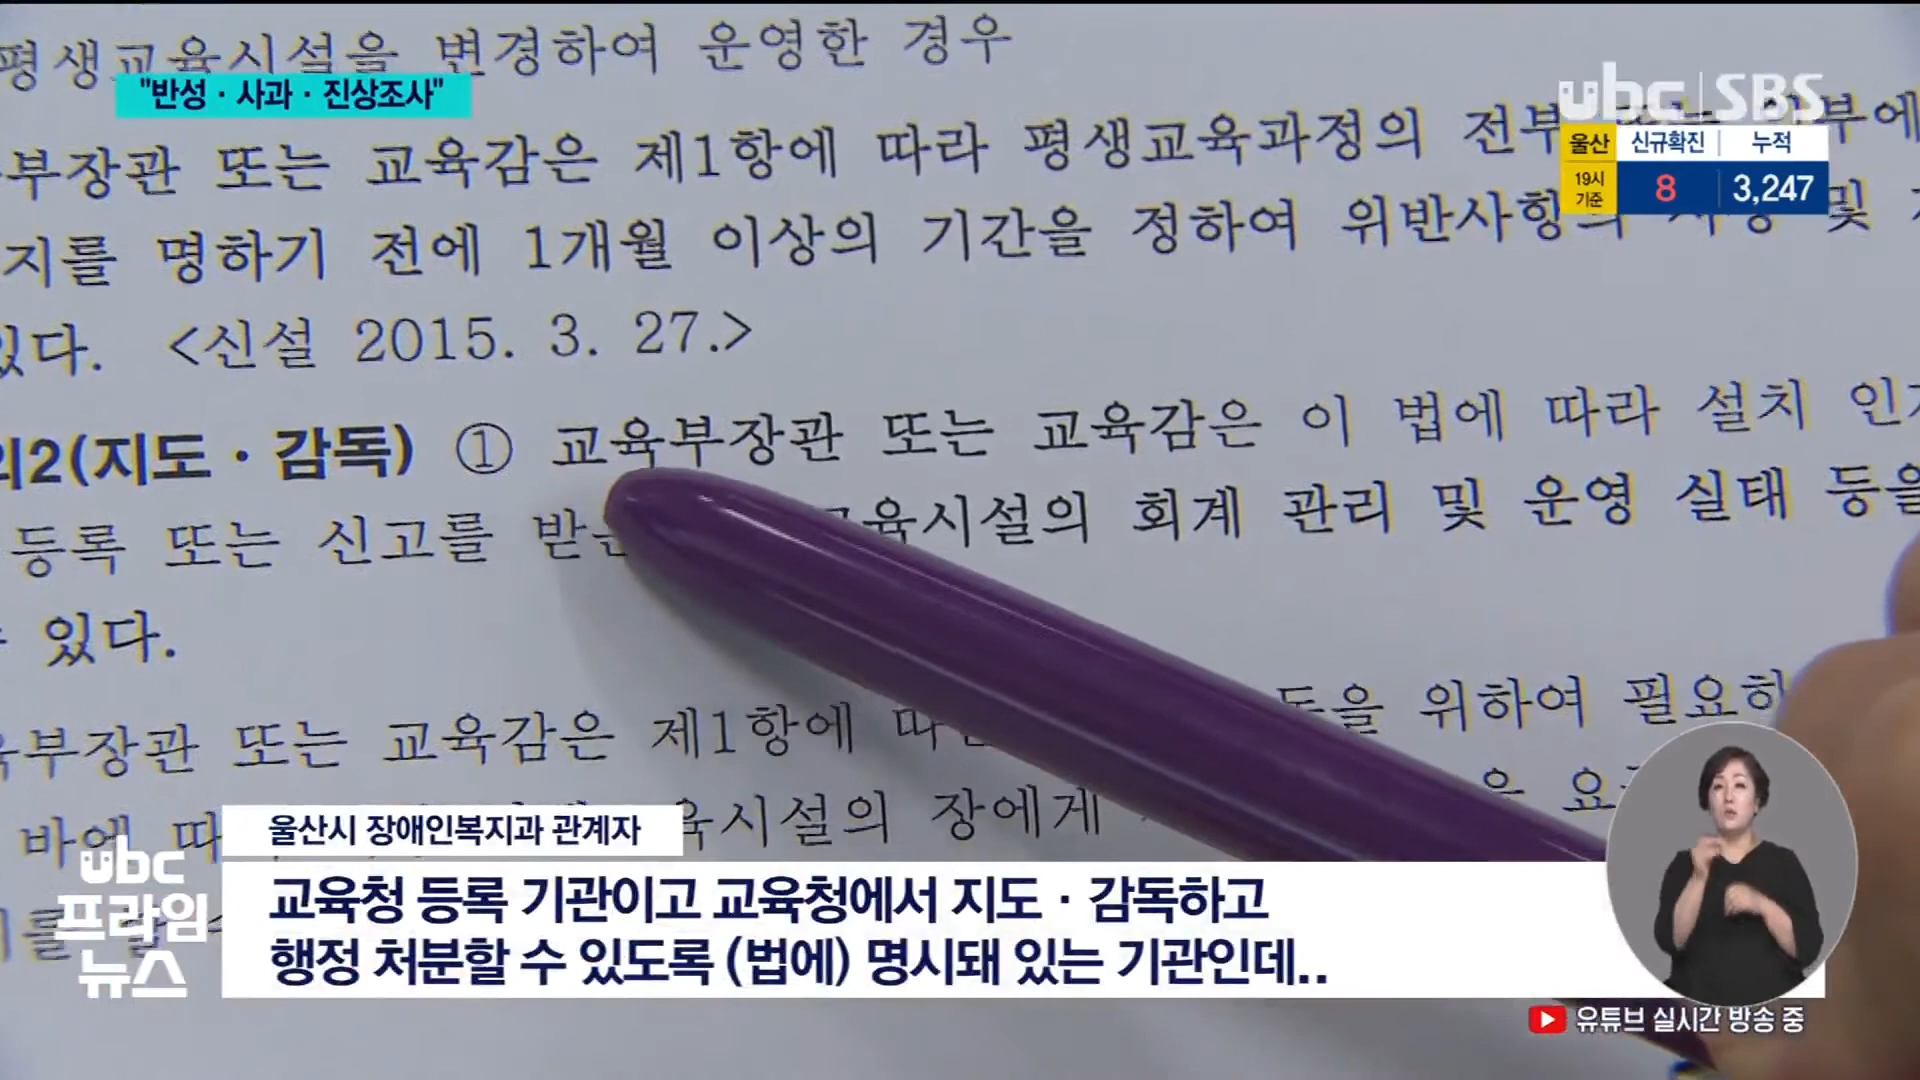 평생교육시설을 변경하여 운영한 경우
"반성·사과·진상조사"
ubc SBS
부장관 또는 교육감은 제1항에 따라 평생교육과정의 전부
울산 신규확진 누적
19시 기준 8 3,247
지를 명하기 전에 1개월 이상의 기간을 정하여 위반사항의 및
있다. <신설 2015. 3. 27.>
의2(지도·감독) ① 교육부장관 또는 교육감은 이 법에 따라 설치
등록 또는 신고를 교육시설의 회계 관리 및 운영 실태 등을
있다.
부장관 또는 교육감은 제1항에 위하여
바에 육시설의 장에게
울산시 장애인복지과 관계자
교육청 등록 기관이고 교육청에서 지도·감독하고
행정 처분할 수 있도록 (법에) 명시돼 있는 기관인데..
ubc
프라임
뉴스
유튜브 실시간 방송 중